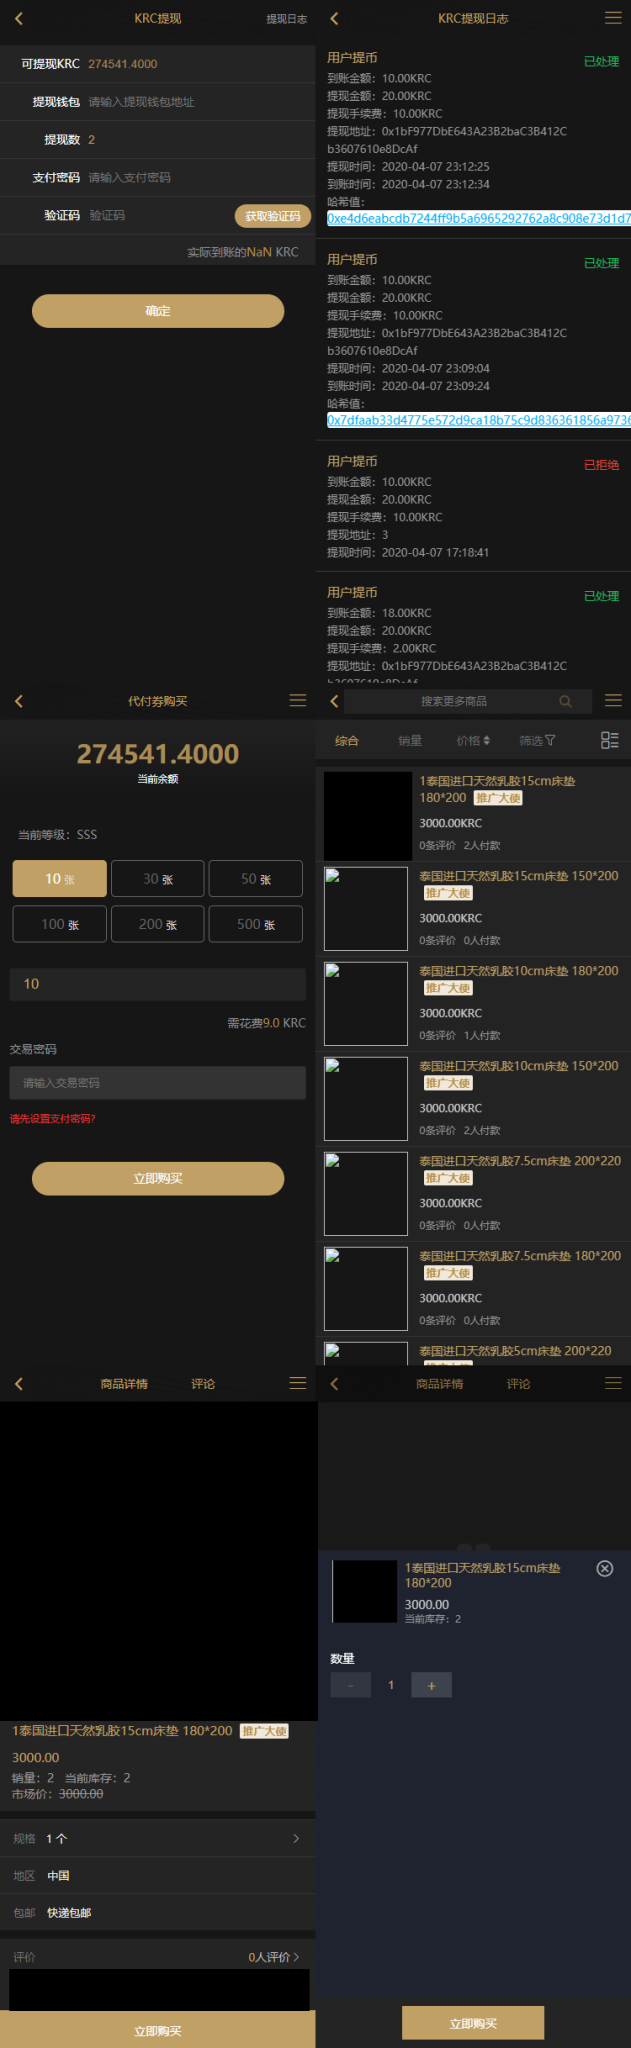 KRC提现
提现日志
可提现KRC 274541.4000
提现钱包 请输入提现钱包地址
提现数 2
支付密码 请输入支付密码
验证码 验证码 获取验证码
实际到账的NaN KRC
确定
KRC提现日志
用户提币 已处理
到账金额：10.00KRC
提现金额：20.00KRC
提现手续费：10.00KRC
提现地址：0x1bF977DbE643A23B2baC3B412C
b3607610e8DcAf
提现时间：2020-04-07 23:12:25
到账时间：2020-04-07 23:12:34
哈希值：
0xe4d6eabcdb7244ff9b5a6965292762a8c908e73d1d7
用户提币 已处理
到账金额：10.00KRC
提现金额：20.00KRC
提现手续费：10.00KRC
提现地址：0x1bF977DbE643A23B2baC3B412C
b3607610e8DcAf
提现时间：2020-04-07 23:09:04
到账时间：2020-04-07 23:09:24
哈希值：
0x7dfaab33d4775e572d9ca18b75c9d836361856a9736
用户提币 已拒绝
到账金额：10.00KRC
提现金额：20.00KRC
提现手续费：10.00KRC
提现地址：3
提现时间：2020-04-07 17:18:41
用户提币 已处理
到账金额：18.00KRC
提现金额：20.00KRC
提现手续费：2.00KRC
提现地址：0x1bF977DbE643A23B2baC3B412C
b3607610e8DcAf
代付券购买
274541.4000
当前余额
当前等级：SSS
10 张 30 张 50 张
100 张 200 张 500 张
10
需花费9.0 KRC
交易密码
请输入交易密码
请先设置支付密码?
立即购买
搜索更多商品
综合 销量 价格 筛选
1泰国进口天然乳胶15cm床垫
180*200 推广大使
3000.00KRC
0条评价 2人付款
泰国进口天然乳胶15cm床垫 150*200
推广大使
3000.00KRC
0条评价 0人付款
泰国进口天然乳胶10cm床垫 180*200
推广大使
3000.00KRC
0条评价 1人付款
泰国进口天然乳胶10cm床垫 150*200
推广大使
3000.00KRC
0条评价 2人付款
泰国进口天然乳胶7.5cm床垫 200*220
推广大使
3000.00KRC
0条评价 0人付款
泰国进口天然乳胶7.5cm床垫 180*200
推广大使
3000.00KRC
0条评价 0人付款
泰国进口天然乳胶5cm床垫 200*220
推广大使
商品详情 评论
1泰国进口天然乳胶15cm床垫 180*200 推广大使
3000.00
销量：2 当前库存：2
市场价：3000.00
规格 1 个
地区 中国
包邮 快递包邮
评价 0人评价
立即购买
商品详情 评论
1泰国进口天然乳胶15cm床垫
180*200
3000.00
当前库存：2
数量
- 1 +
立即购买